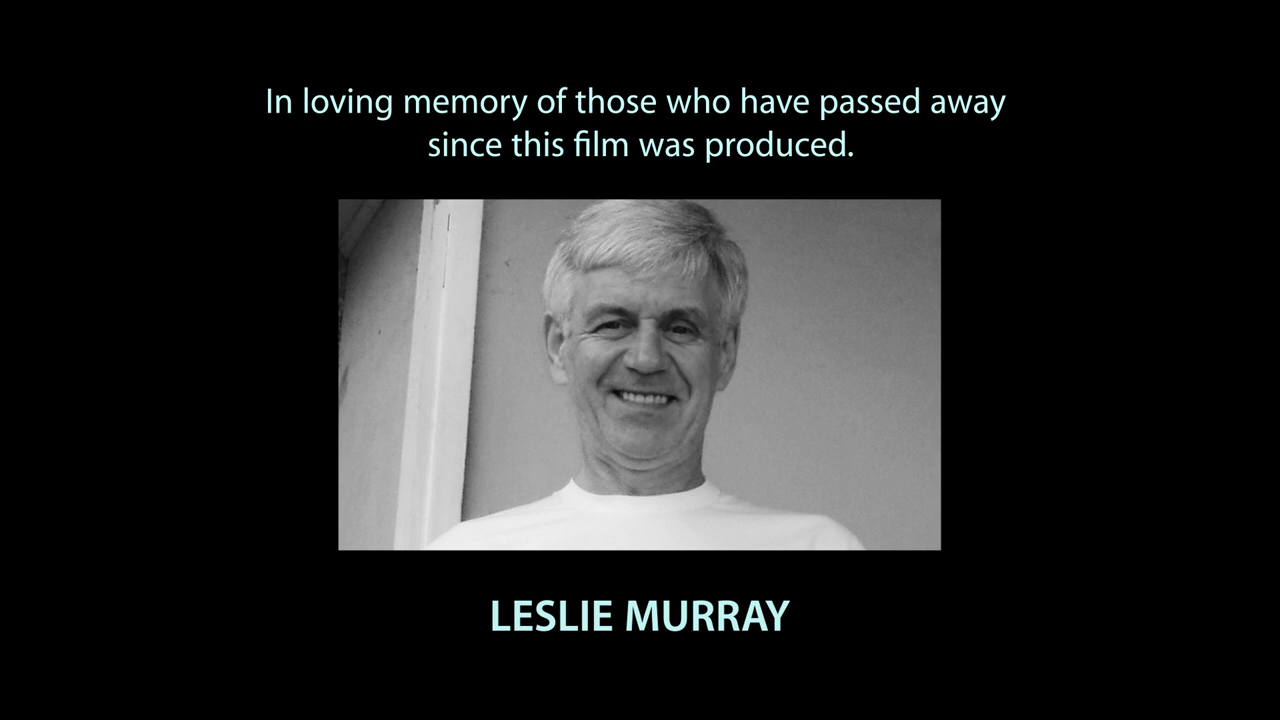 In loving memory of those who have passed away
since this film was produced.
LESLIE MURRAY